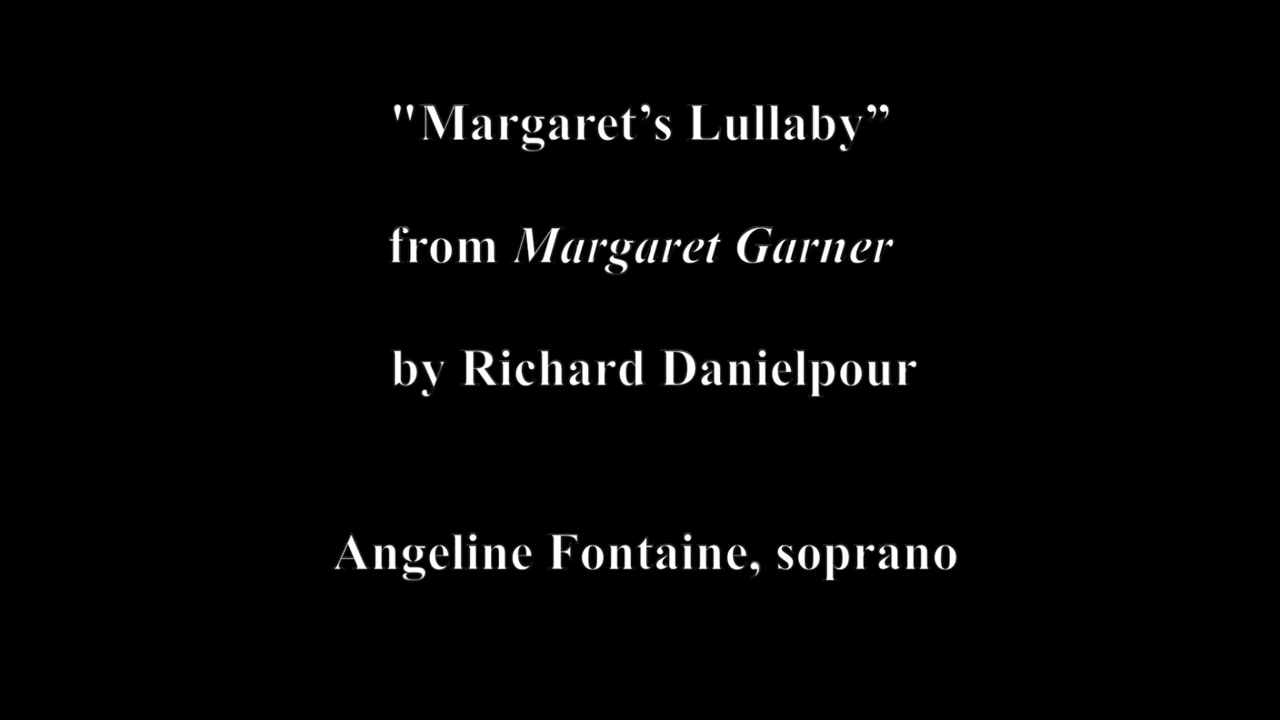 "Margaret’s Lullaby”
from Margaret Garner
by Richard Danielpour
Angeline Fontaine, soprano